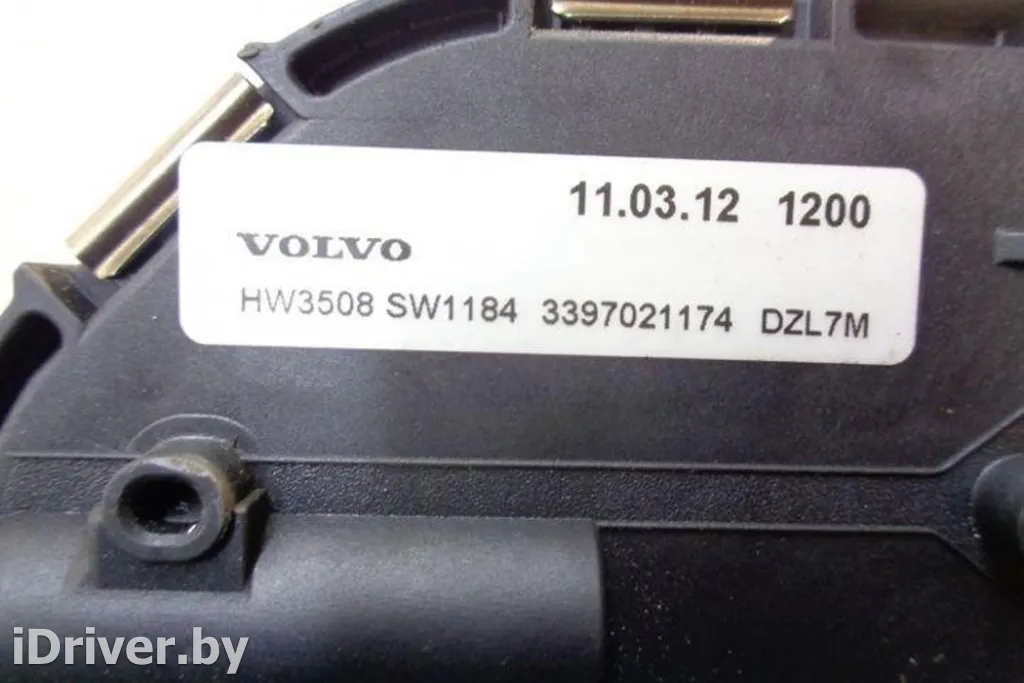 11.03.12 1200
VOLVO
HW3508 SW1184 3397021174 DZL7M
iDriver.by